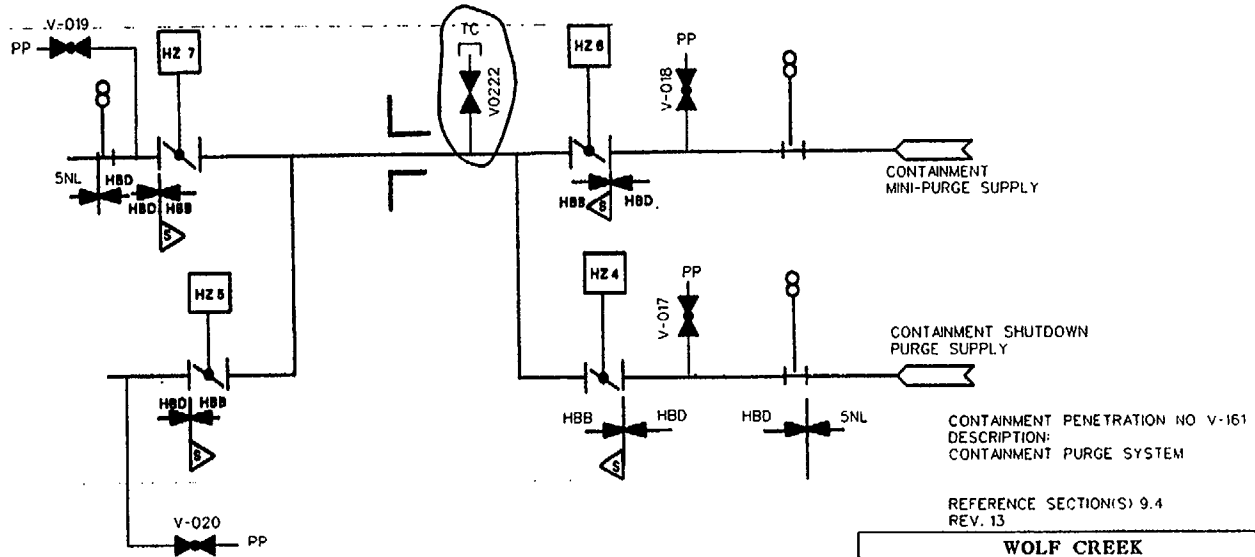 V-019
PP
HZ 7
TC
V0222
HZ 6
PP
V-018
CONTAINMENT
MINI-PURGE SUPPLY
5NL
HBD
HBD
HBB
S
HBB
HBD
S
HZ 5
HZ 4
PP
V-017
CONTAINMENT SHUTDOWN
PURGE SUPPLY
HBD
HBB
S
HBB
HBD
S
HBD
5NL
CONTAINMENT PENETRATION NO V-161
DESCRIPTION:
CONTAINMENT PURGE SYSTEM
V-020
PP
REFERENCE SECTION(S) 9.4
REV. 13
WOLF CREEK